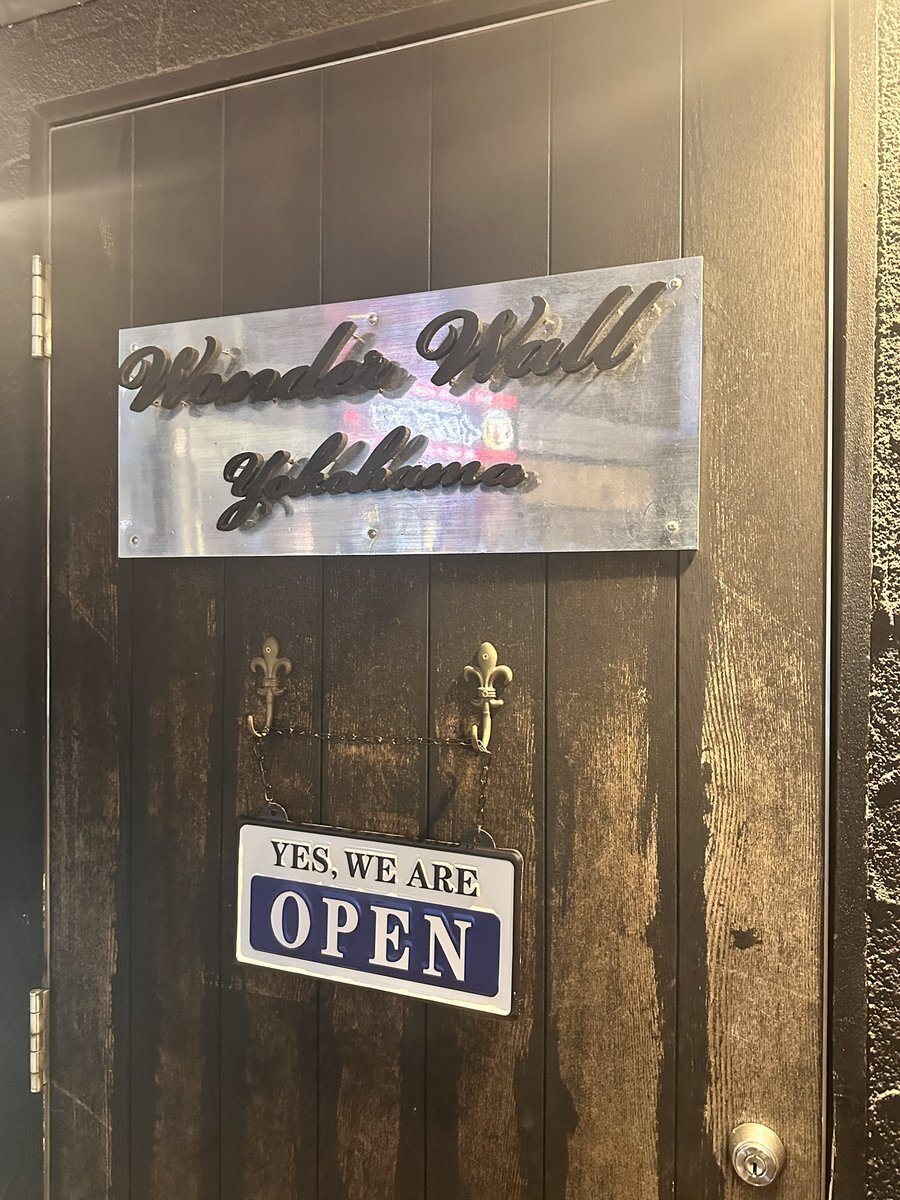 Wonder Wall
Yokohama
YES, WE ARE
OPEN